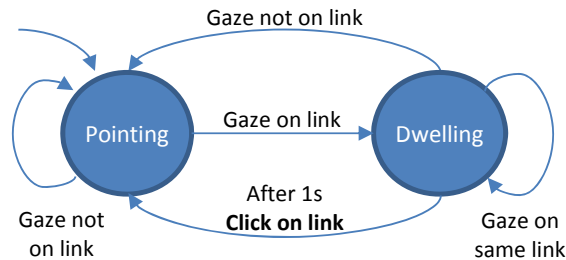 Gaze not on link
Pointing
Gaze on link
Dwelling
After 1s
Click on link
Gaze not
on link
Gaze on
same link